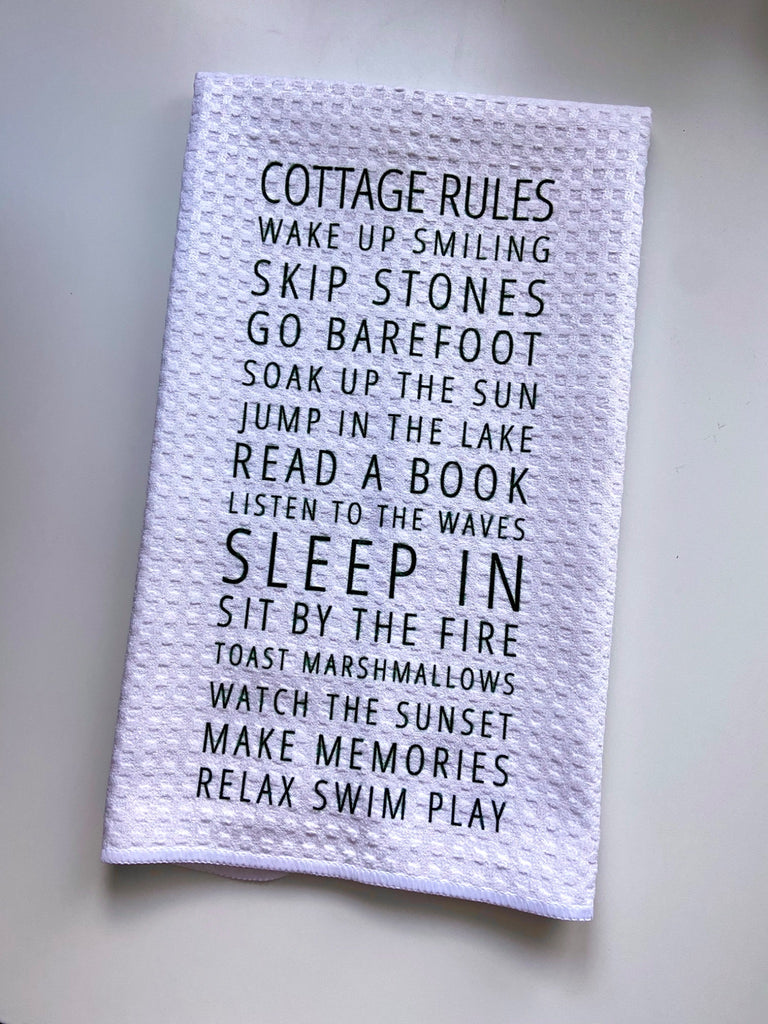 COTTAGE RULES
WAKE UP SMILING
SKIP STONES
GO BAREFOOT
SOAK UP THE SUN
JUMP IN THE LAKE
READ A BOOK
LISTEN TO THE WAVES
SLEEP IN
SIT BY THE FIRE
TOAST MARSHMALLOWS
WATCH THE SUNSET
MAKE MEMORIES
RELAX SWIM PLAY